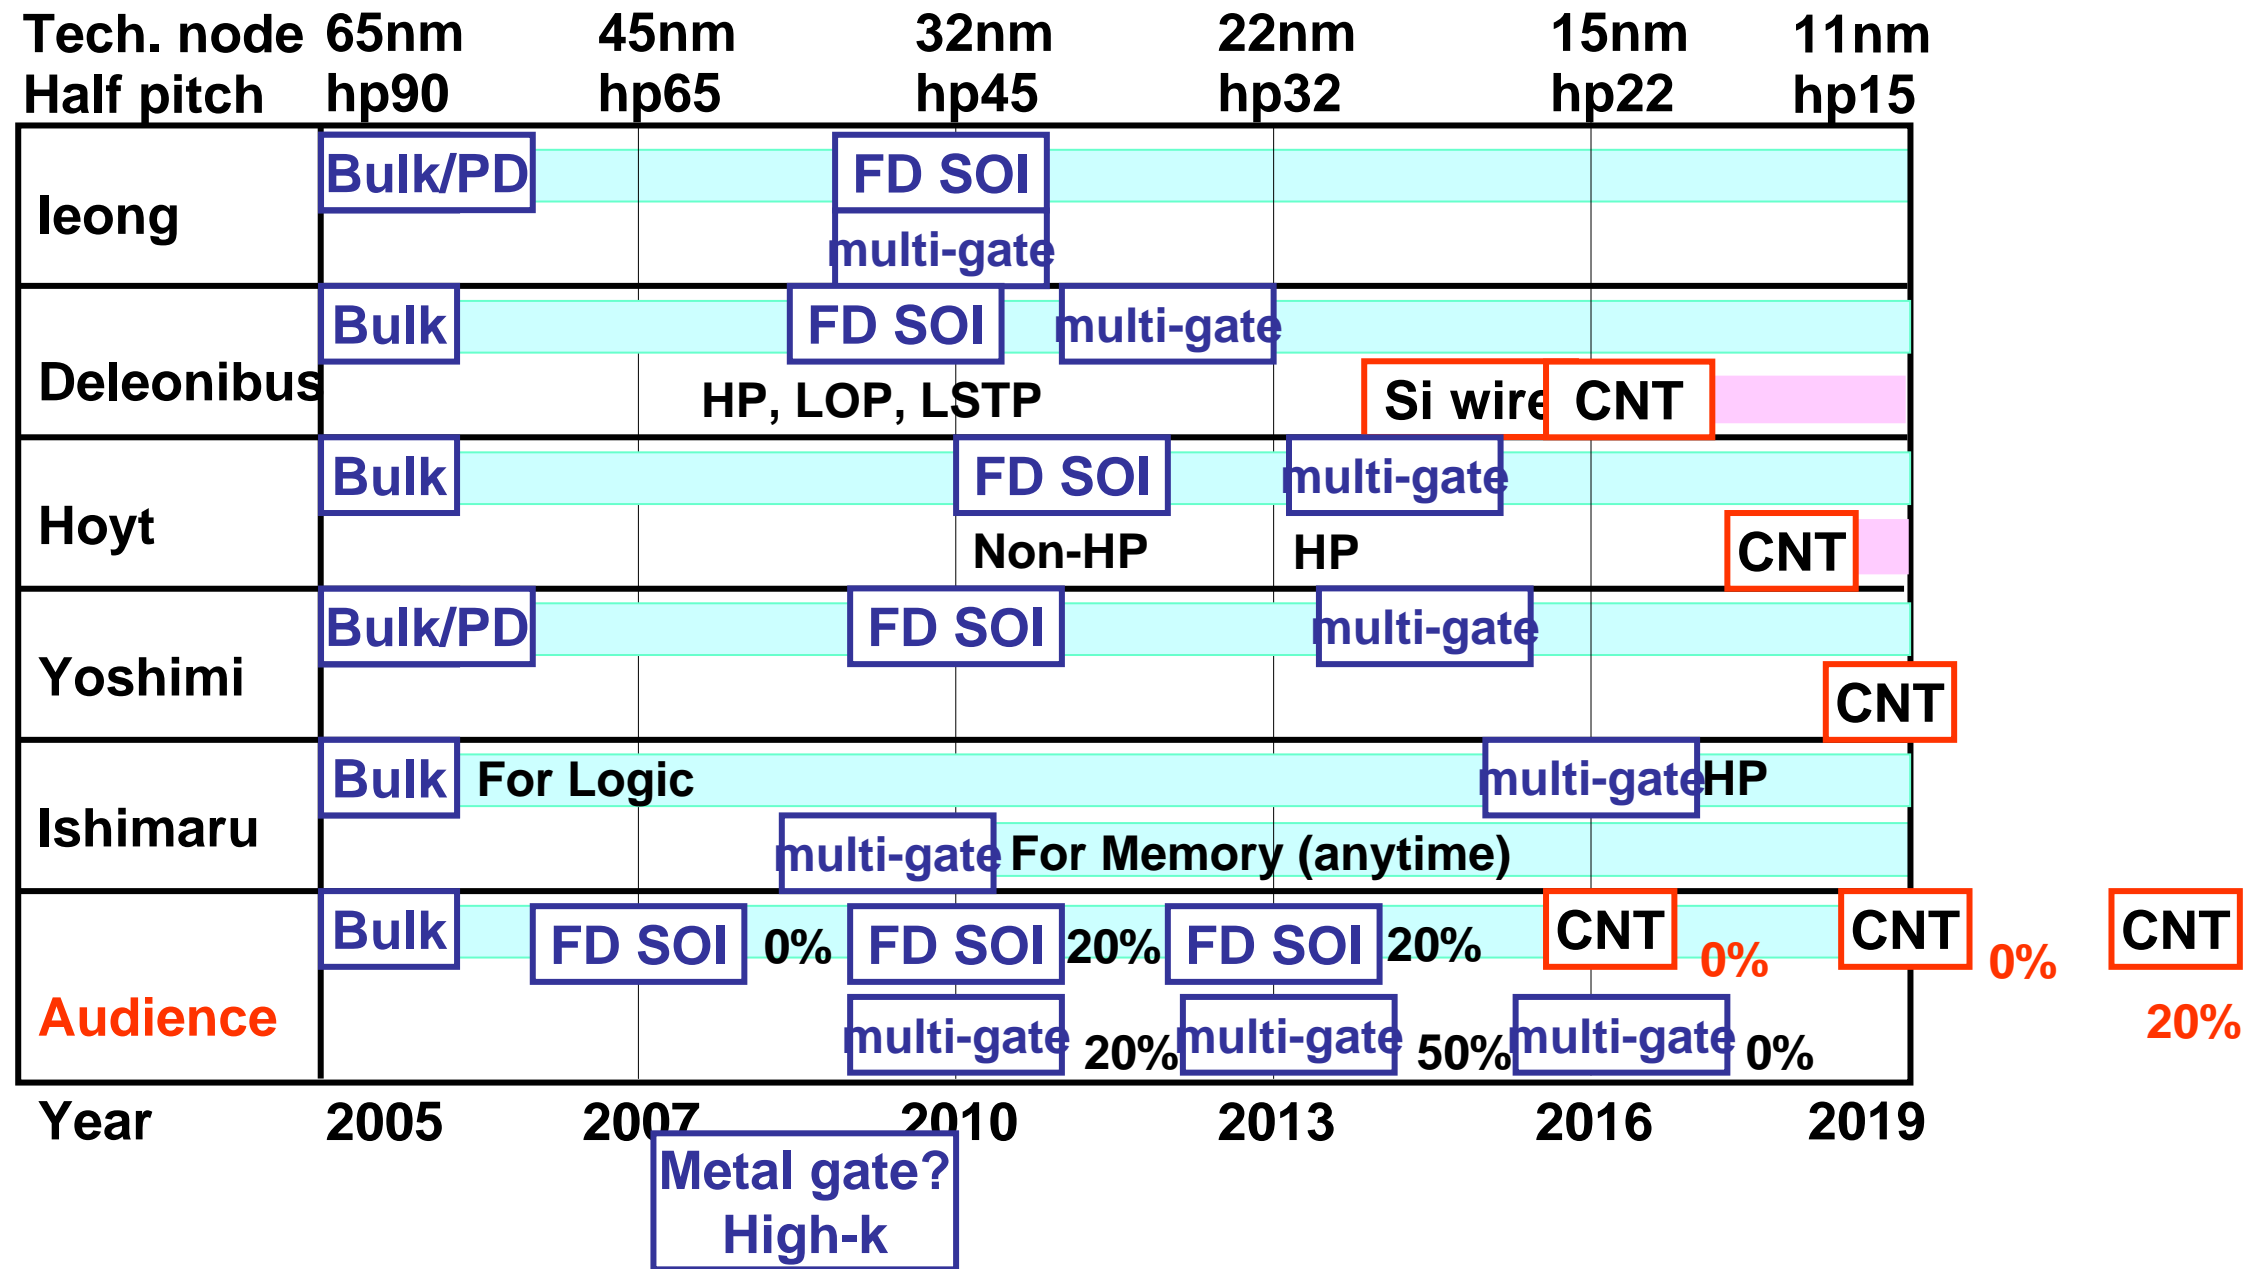 Tech. node 65nm 45nm 32nm 22nm 15nm 11nm
Half pitch hp90 hp65 hp45 hp32 hp22 hp15
Ieong Bulk/PD FD SOI
multi-gate
Deleonibus Bulk FD SOI multi-gate
HP, LOP, LSTP Si wire CNT
Hoyt Bulk FD SOI multi-gate
Non-HP HP CNT
Yoshimi Bulk/PD FD SOI multi-gate
CNT
Ishimaru Bulk For Logic multi-gate HP
multi-gate For Memory (anytime)
Bulk FD SOI 0% FD SOI 20% FD SOI 20% CNT 0% CNT 0% CNT
Audience multi-gate 20% multi-gate 50% multi-gate 0% 20%
Year 2005 2007 2010 2013 2016 2019
Metal gate?
High-k